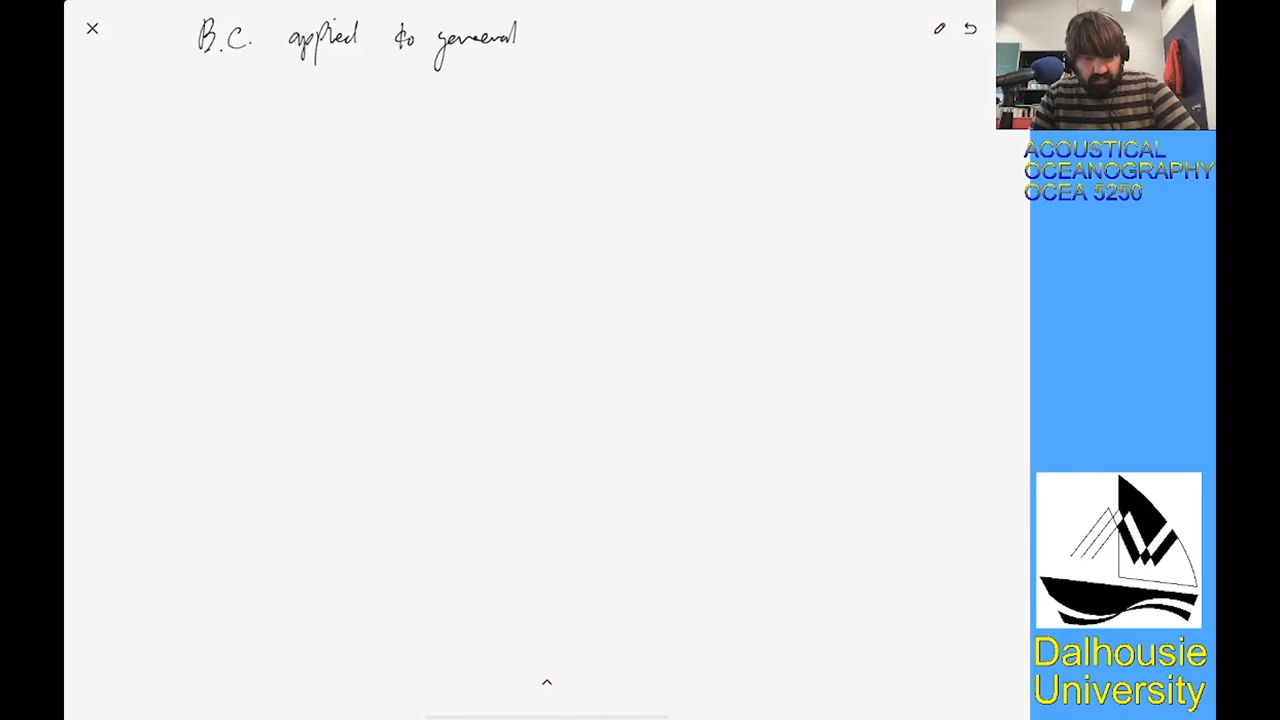 B.C. applied to general
ACOUSTICAL
OCEANOGRAPHY
OCEA 5250
Dalhousie
University